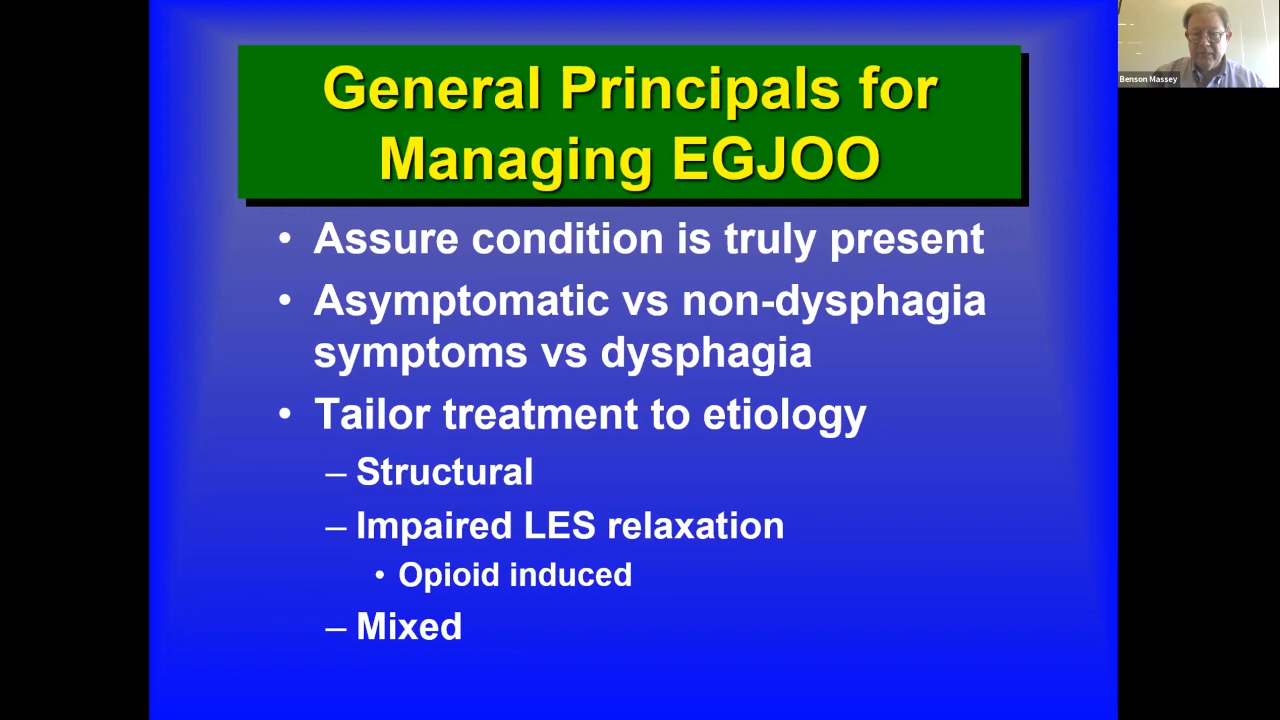 General Principals for
Managing EGJOO
• Assure condition is truly present
• Asymptomatic vs non-dysphagia
symptoms vs dysphagia
• Tailor treatment to etiology
– Structural
– Impaired LES relaxation
• Opioid induced
– Mixed
Benson Massey